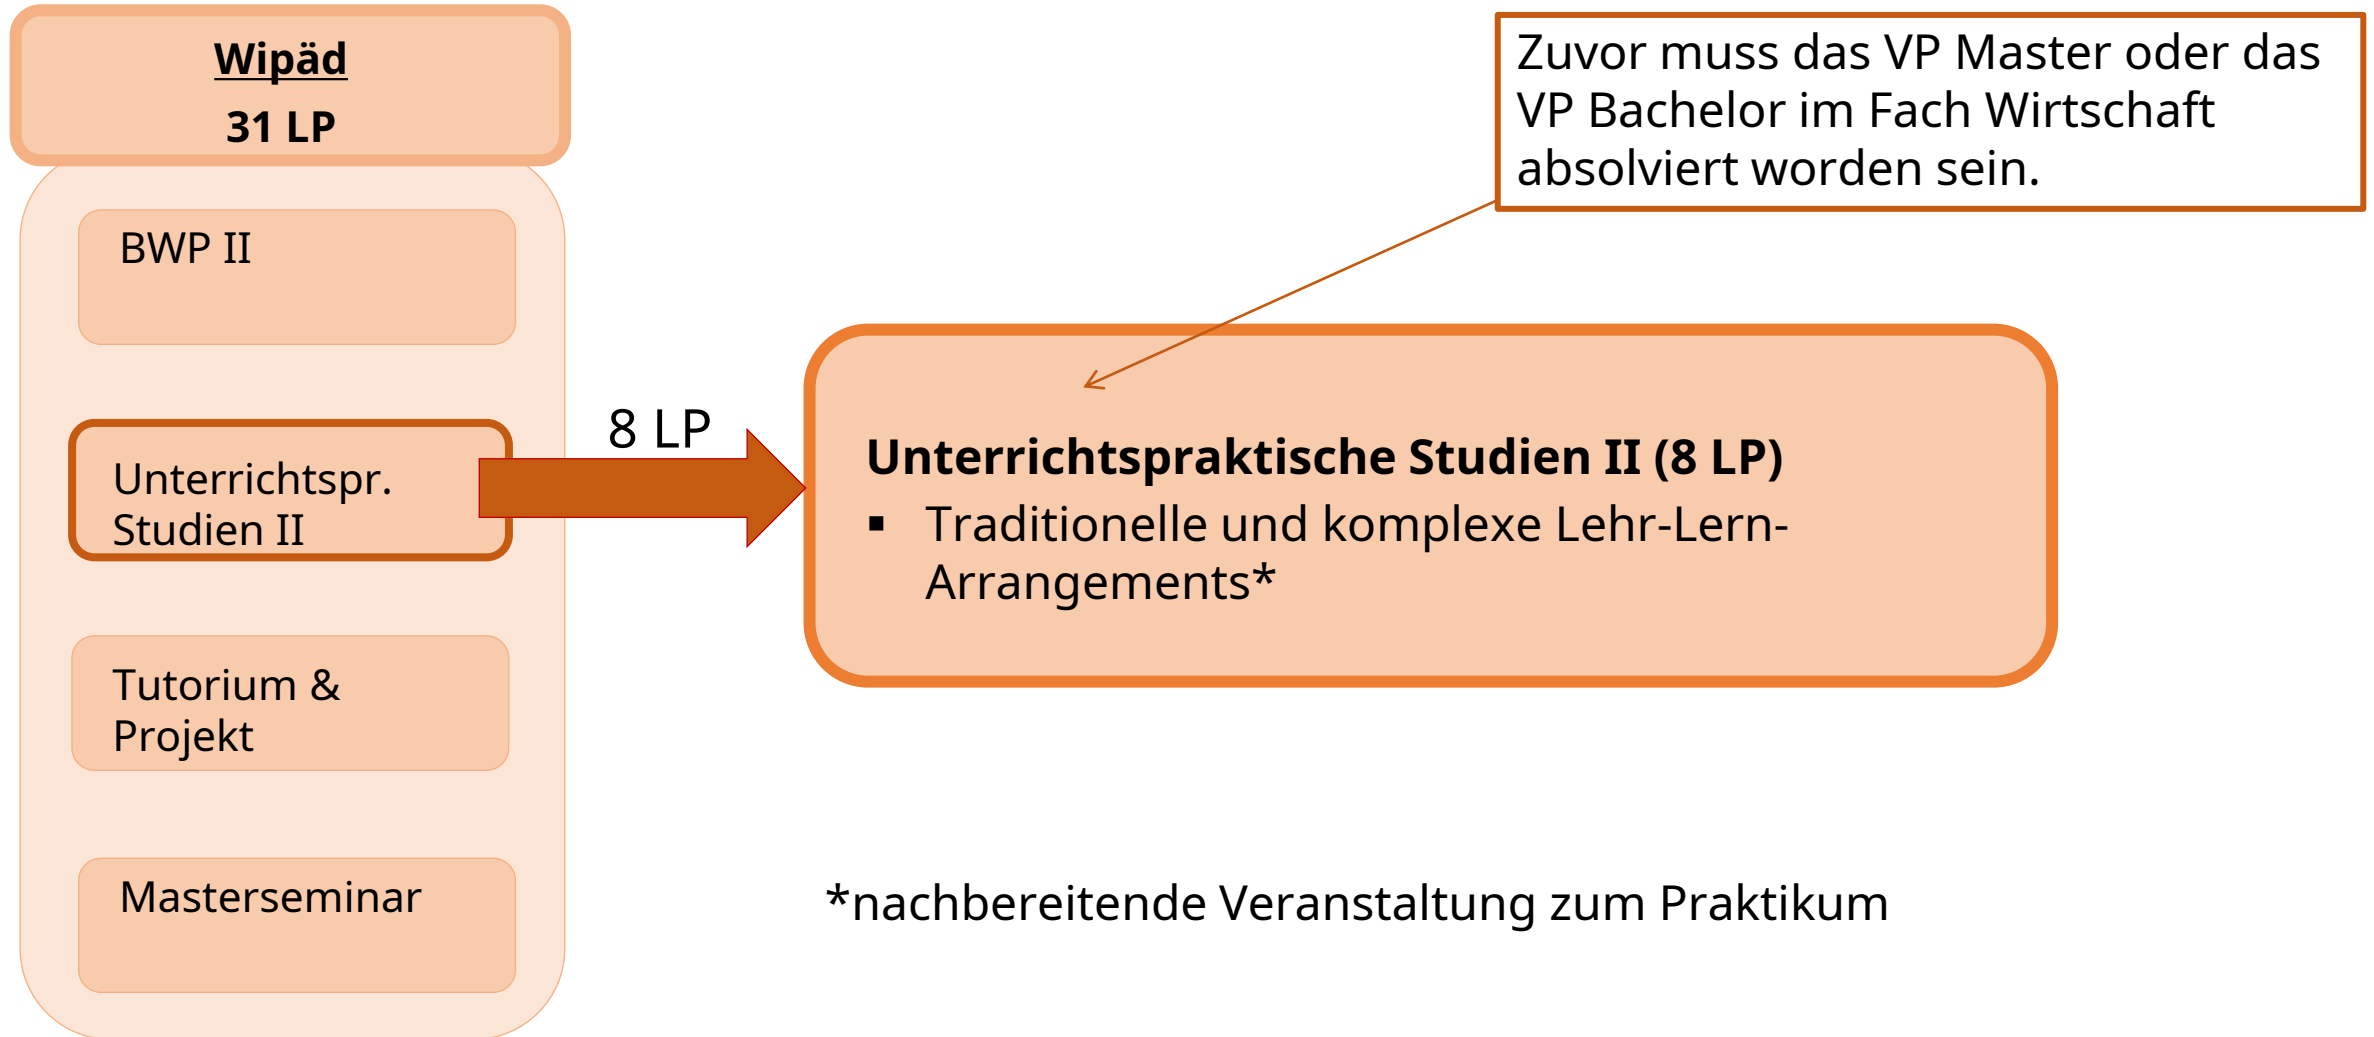 Wipäd
31 LP
BWP II
Unterrichtspr.
Studien II
Tutorium &
Projekt
Masterseminar
8 LP
Zuvor muss das VP Master oder das
VP Bachelor im Fach Wirtschaft
absolviert worden sein.
Unterrichtspraktische Studien II (8 LP)
▪ Traditionelle und komplexe Lehr-Lern-
Arrangements*
*nachbereitende Veranstaltung zum Praktikum